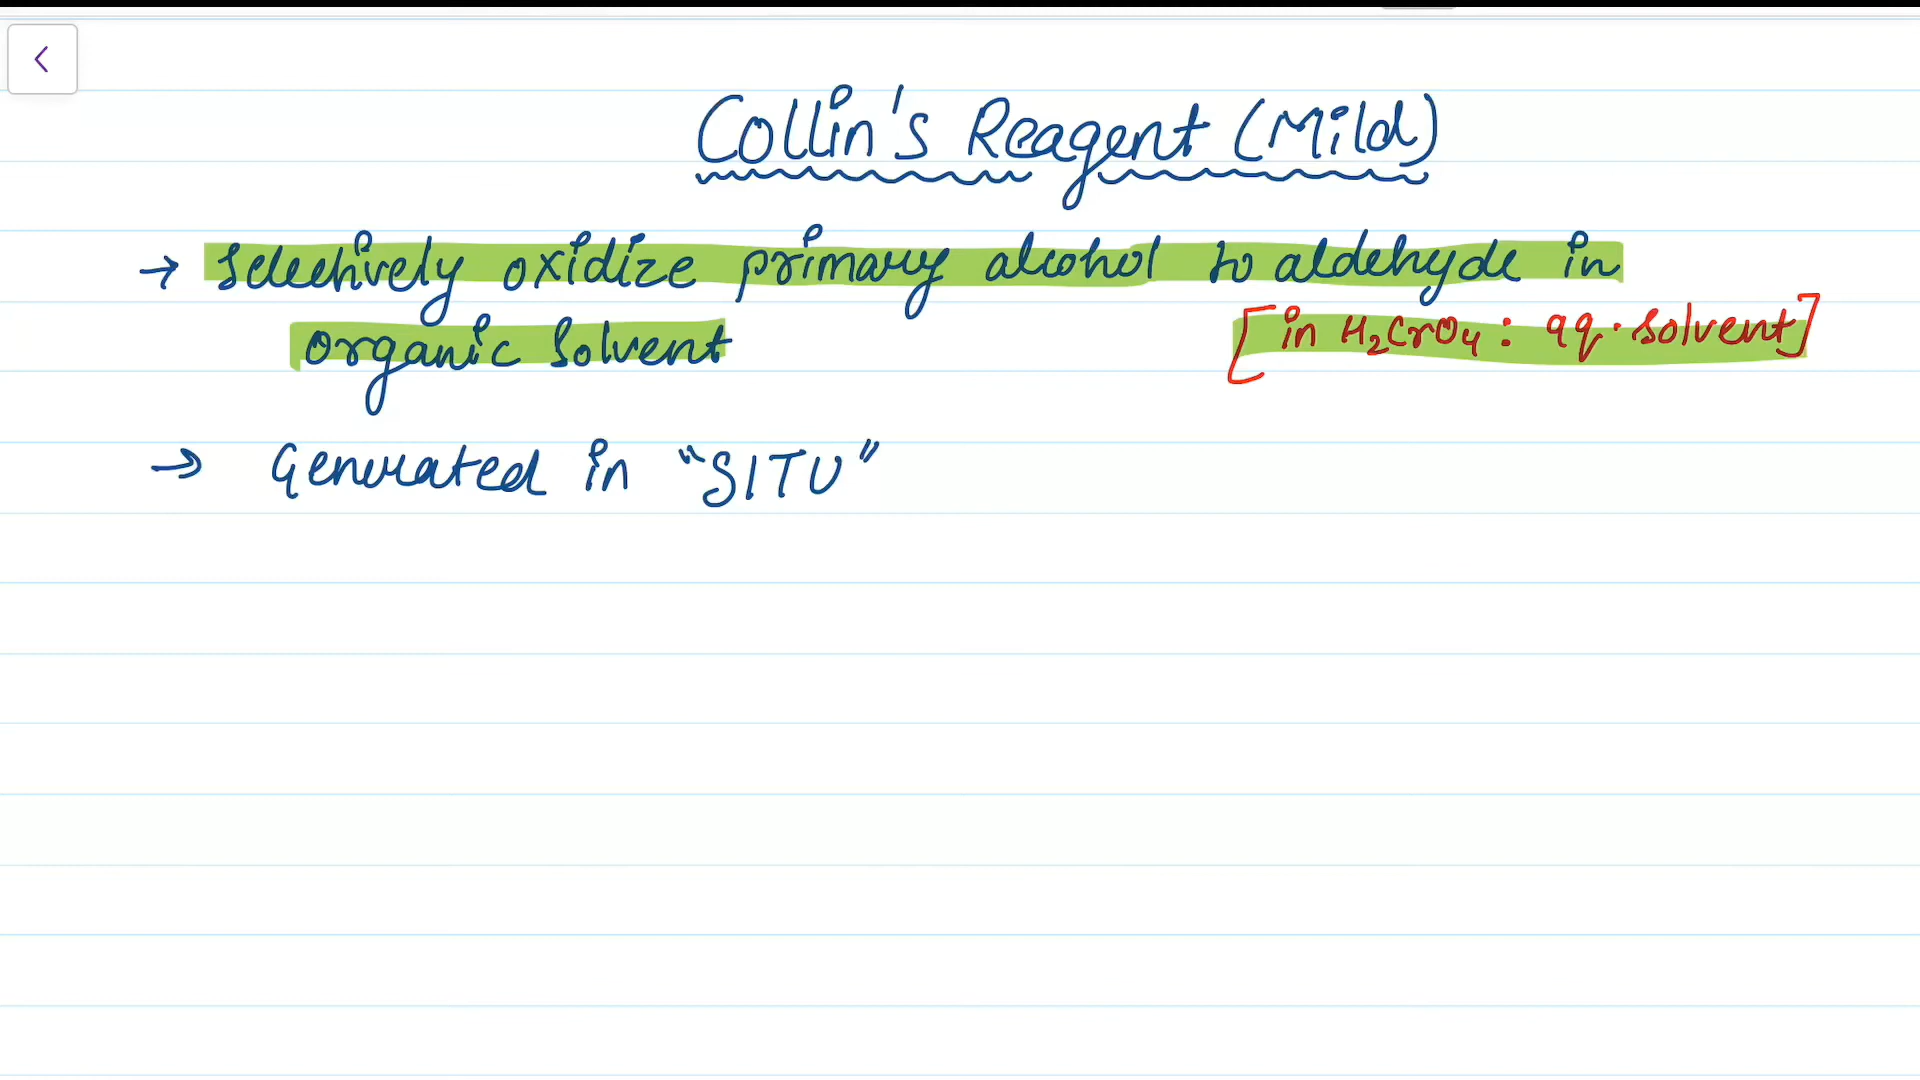 Collin's Reagent (Mild)
→ Selectively oxidize primary alcohol to aldehyde in
organic solvent
[in H₂CrO₄ : aq. solvent]
→ Generated in "SITU"